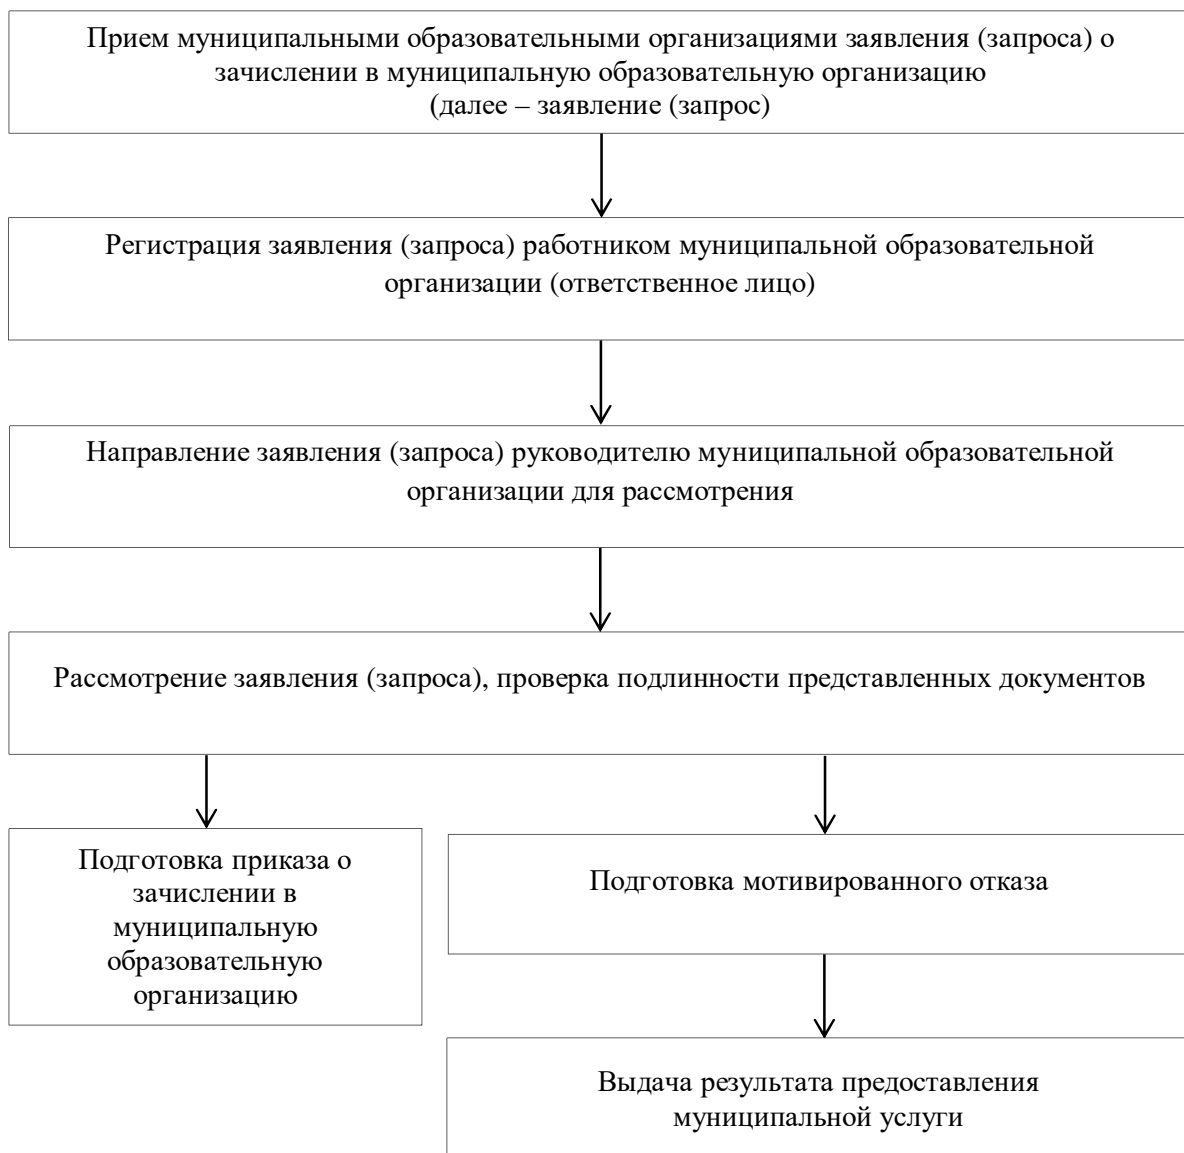 Прием муниципальными образовательными организациями заявления (запроса) о
зачислении в муниципальную образовательную организацию
(далее – заявление (запрос)
Регистрация заявления (запроса) работником муниципальной образовательной
организации (ответственное лицо)
Направление заявления (запроса) руководителю муниципальной образовательной
организации для рассмотрения
Рассмотрение заявления (запроса), проверка подлинности представленных документов
Подготовка приказа о
зачислении в
муниципальную
образовательную
организацию
Подготовка мотивированного отказа
Выдача результата предоставления
муниципальной услуги